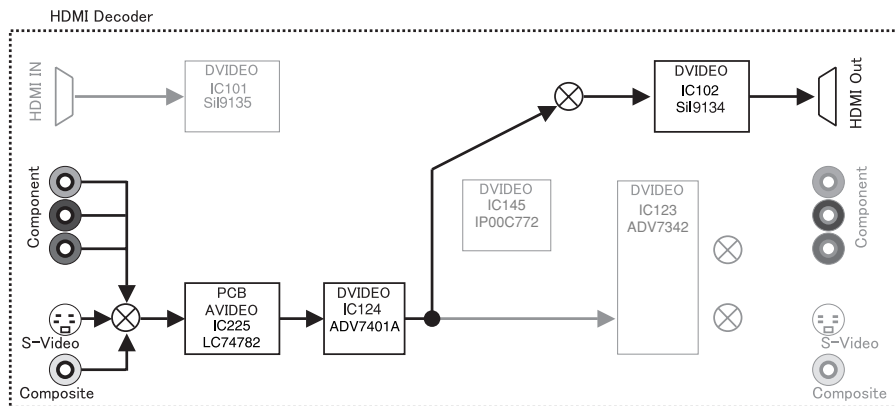 HDMI Decoder
HDMI IN
DVIDEO
IC101
SiI9135
DVIDEO
IC102
SiI9134
HDMI Out
Component
DVIDEO
IC145
IP00C772
DVIDEO
IC123
ADV7342
Component
PCB
AVIDEO
IC225
LC74782
DVIDEO
IC124
ADV7401A
S-Video
Composite
S-Video
Composite